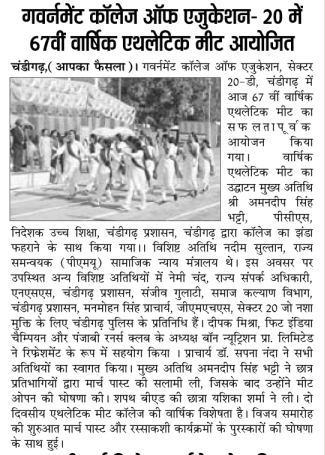 गवर्नमेंट कॉलेज ऑफ एजुकेशन- 20 में
67वीं वार्षिक एथलेटिक मीट आयोजित
चंडीगढ़,( आपका फैसला )। गवर्नमेंट कॉलेज ऑफ एजुकेशन, सेक्टर
20-डी, चंडीगढ़ में
आज 67 वीं वार्षिक
एथलेटिक मीट का
सफलतापूर्वक
आयोजन किया
गया। वार्षिक
एथलेटिक मीट का
उद्घाटन मुख्य अतिथि
श्री अमनदीप सिंह
भट्टी, पीसीएस,
निदेशक उच्च शिक्षा, चंडीगढ़ प्रशासन, चंडीगढ़ द्वारा कॉलेज का झंडा
फहराने के साथ किया गया।। विशिष्ट अतिथि नदीम सुल्तान, राज्य
समन्वयक (पीएमयू) सामाजिक न्याय मंत्रालय थे। इस अवसर पर
उपस्थित अन्य विशिष्ट अतिथियों में नेमी चंद, राज्य संपर्क अधिकारी,
एनएसएस, चंडीगढ़ प्रशासन, संजीव गुलाटी, समाज कल्याण विभाग,
चंडीगढ़ प्रशासन, मनमोहन सिंह प्राचार्य, जीएमएचएस, सेक्टर 20 जो नशा
मुक्ति के लिए चंडीगढ़ पुलिस के प्रतिनिधि हैं। दीपक मिश्रा, फिट इंडिया
चैम्पियन और पंजाबी रनर्स क्लब के अध्यक्ष बॉन न्यूट्रिशन प्रा. लिमिटेड
ने रिफ्रेशमेंट के रूप में सहयोग किया । प्राचार्य डॉ. सपना नंदा ने सभी
अतिथियों का स्वागत किया। मुख्य अतिथि अमनदीप सिंह भट्टी ने छात्र
प्रतिभागियों द्वारा मार्च पास्ट की सलामी ली, जिसके बाद उन्होंने मीट
ओपन की घोषणा की। शपथ बीएड की छात्रा यशिका शर्मा ने ली। दो
दिवसीय एथलेटिक मीट कॉलेज की वार्षिक विशेषता है। विजय समारोह
की शुरुआत मार्च पास्ट और रस्साकशी कार्यक्रमों के पुरस्कारों की घोषणा
के साथ हुई।